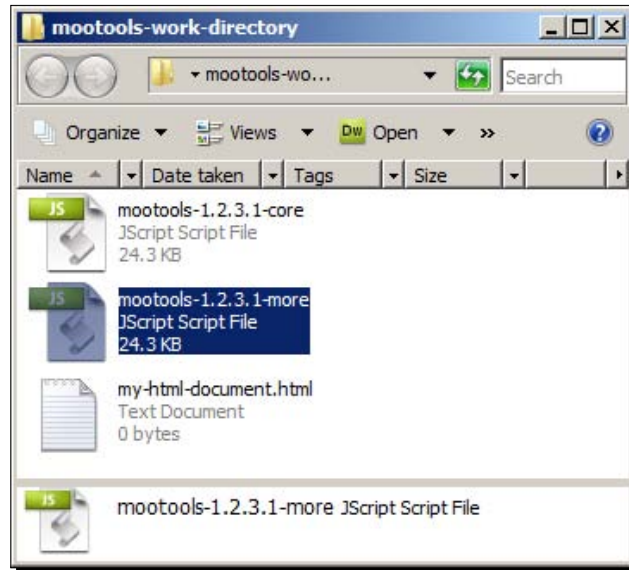 mootools-work-directory
mootools-wo...
Search
Organize Views Dw Open »
Name Date taken Tags Size
JS
mootools-1.2.3.1-core
JScript Script File
24.3 KB
JS
mootools-1.2.3.1-more
JScript Script File
24.3 KB
my-html-document.html
Text Document
0 bytes
JS
mootools-1.2.3.1-more JScript Script File